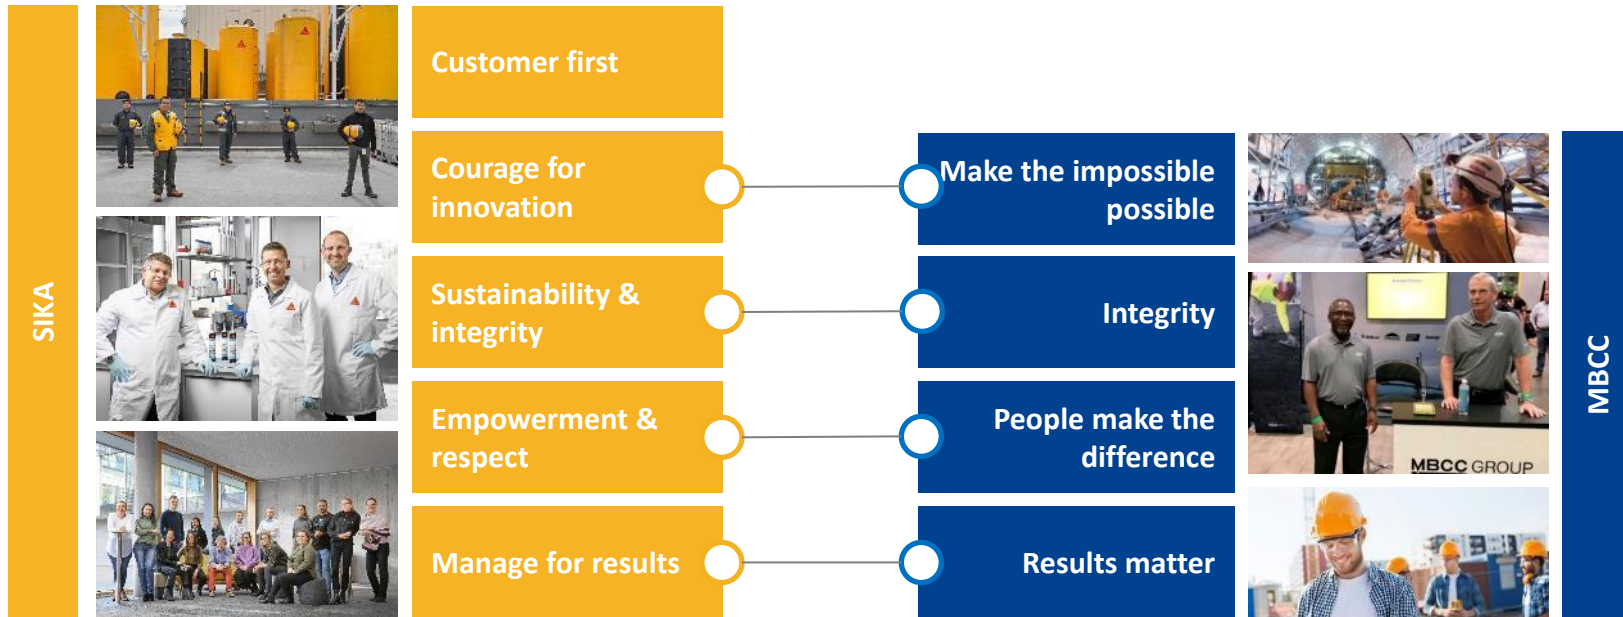 SIKA
Customer first
Courage for
innovation
Sustainability &
integrity
Empowerment &
respect
Manage for results
Make the impossible
possible
Integrity
People make the
difference
Results matter
MBCC GROUP
MBCC